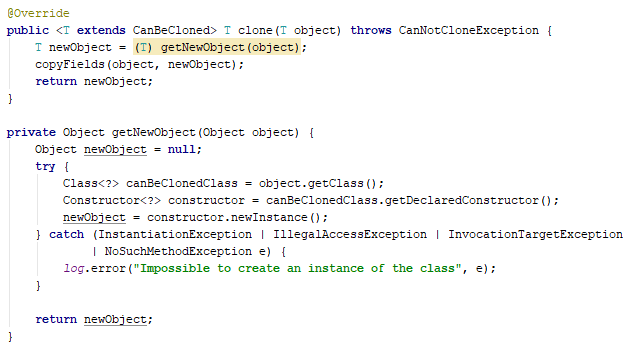 @Override
public <T extends CanBeCloned> T clone(T object) throws CanNotCloneException {
    T newObject = (T) getNewObject(object);
    copyFields(object, newObject);
    return newObject;
}

private Object getNewObject(Object object) {
    Object newObject = null;
    try {
        Class<?> canBeClonedClass = object.getClass();
        Constructor<?> constructor = canBeClonedClass.getDeclaredConstructor();
        newObject = constructor.newInstance();
    } catch (InstantiationException | IllegalAccessException | InvocationTargetException
            | NoSuchMethodException e) {
        log.error("Impossible to create an instance of the class", e);
    }

    return newObject;
}